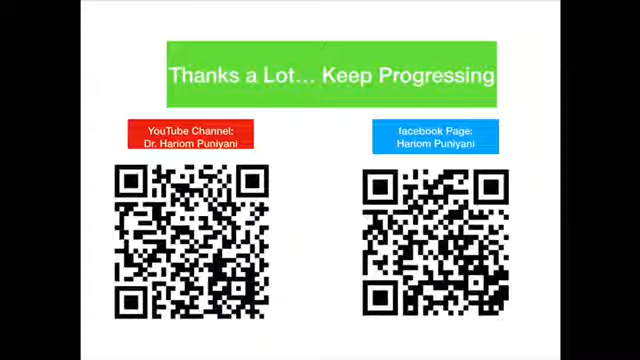 Thanks a Lot... Keep Progressing
YouTube Channel:
Dr. Hariom Puniyani
facebook Page:
Hariom Puniyani